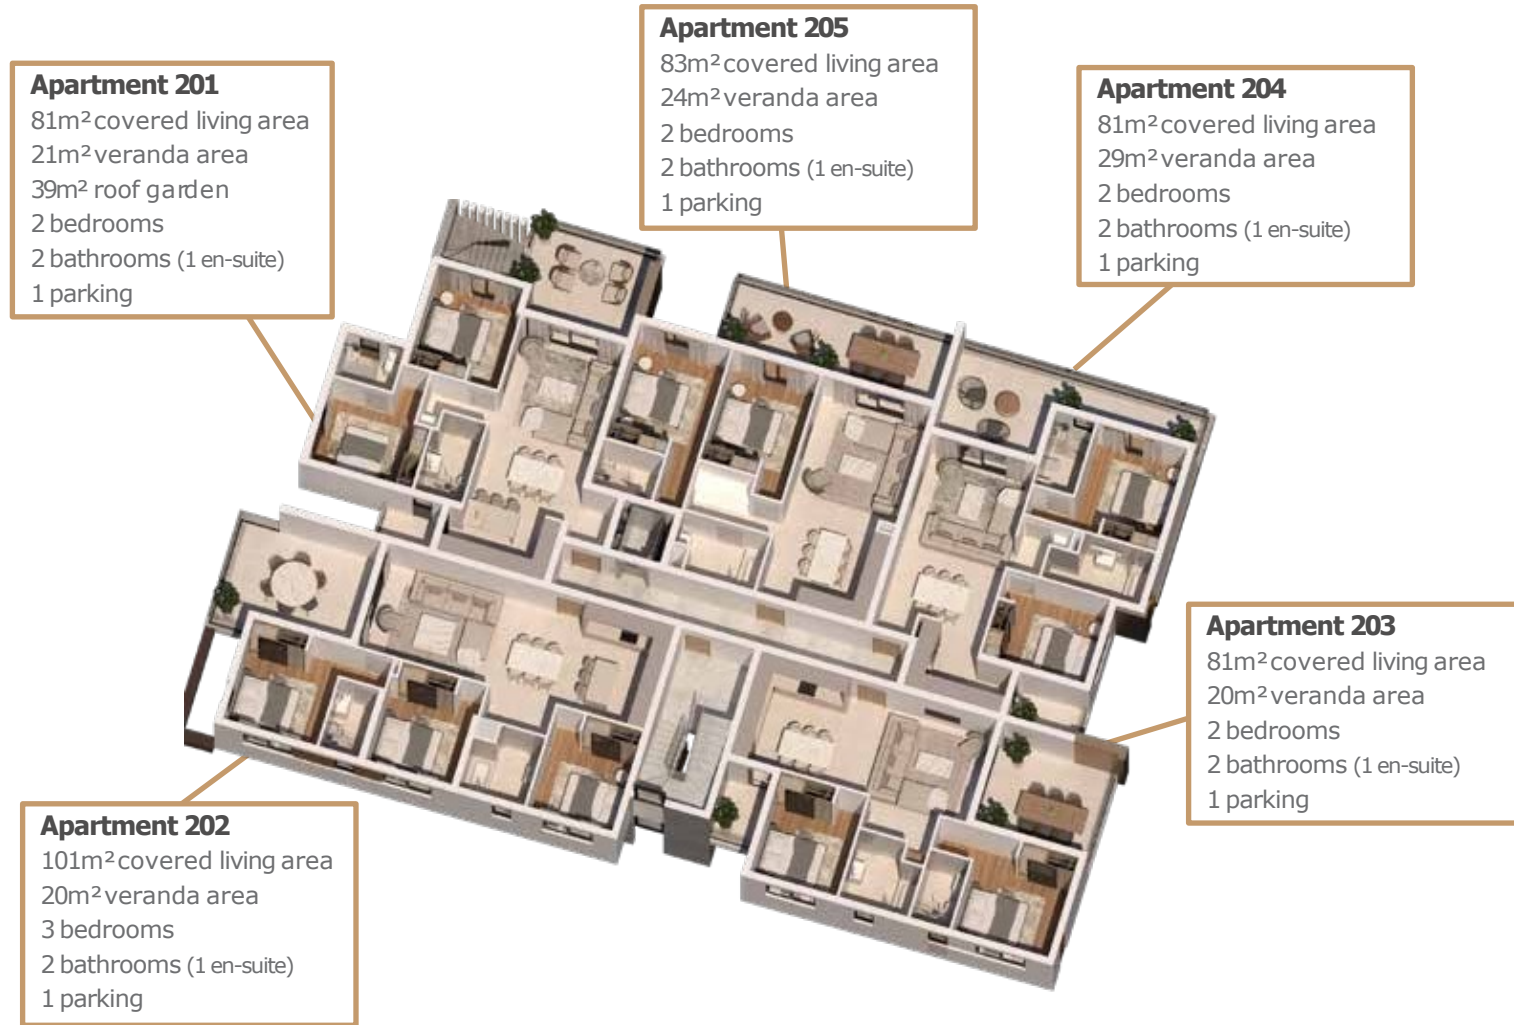 Apartment 201
81m² covered living area
21m² veranda area
39m² roof garden
2 bedrooms
2 bathrooms (1 en-suite)
1 parking
Apartment 205
83m² covered living area
24m² veranda area
2 bedrooms
2 bathrooms (1 en-suite)
1 parking
Apartment 204
81m² covered living area
29m² veranda area
2 bedrooms
2 bathrooms (1 en-suite)
1 parking
Apartment 203
81m² covered living area
20m² veranda area
2 bedrooms
2 bathrooms (1 en-suite)
1 parking
Apartment 202
101m² covered living area
20m² veranda area
3 bedrooms
2 bathrooms (1 en-suite)
1 parking